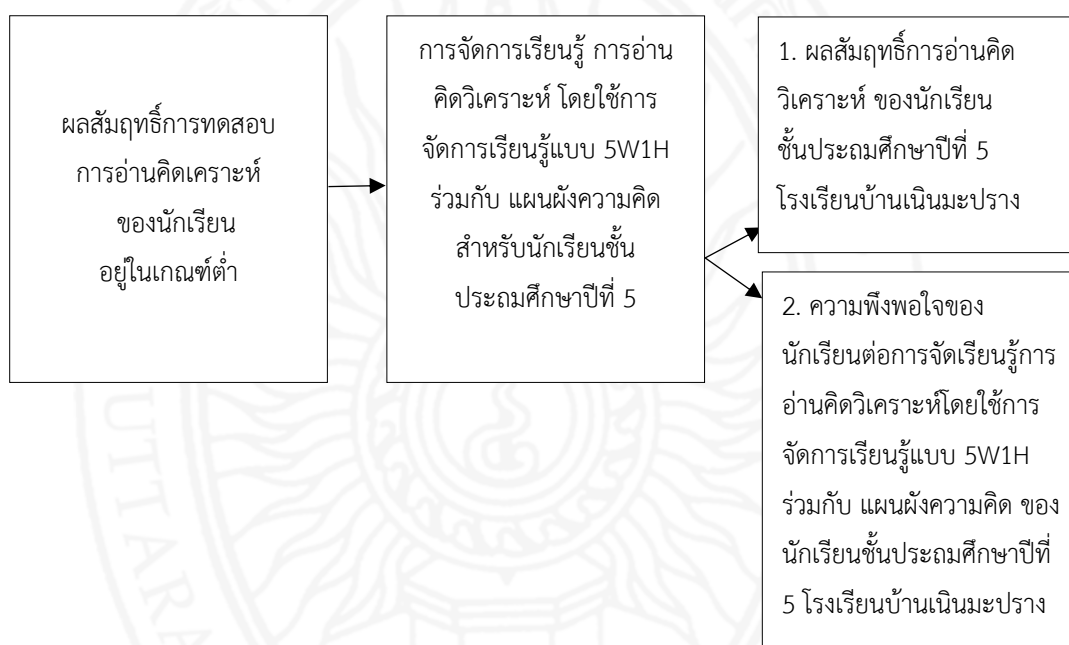 ผลสัมฤทธิ์การทดสอบ
การอ่านคิดเคราะห์
ของนักเรียน
อยู่ในเกณฑ์ต่ำ
การจัดการเรียนรู้ การอ่าน
คิดวิเคราะห์ โดยใช้การ
จัดการเรียนรู้แบบ 5W1H
ร่วมกับ แผนผังความคิด
สำหรับนักเรียนชั้น
ประถมศึกษาปีที่ 5
1. ผลสัมฤทธิ์การอ่านคิด
วิเคราะห์ ของนักเรียน
ชั้นประถมศึกษาปีที่ 5
โรงเรียนบ้านเนินมะปราง
2. ความพึงพอใจของ
นักเรียนต่อการจัดเรียนรู้การ
อ่านคิดวิเคราะห์โดยใช้การ
จัดการเรียนรู้แบบ 5W1H
ร่วมกับ แผนผังความคิด ของ
นักเรียนชั้นประถมศึกษาปีที่
5 โรงเรียนบ้านเนินมะปราง
UTTARA